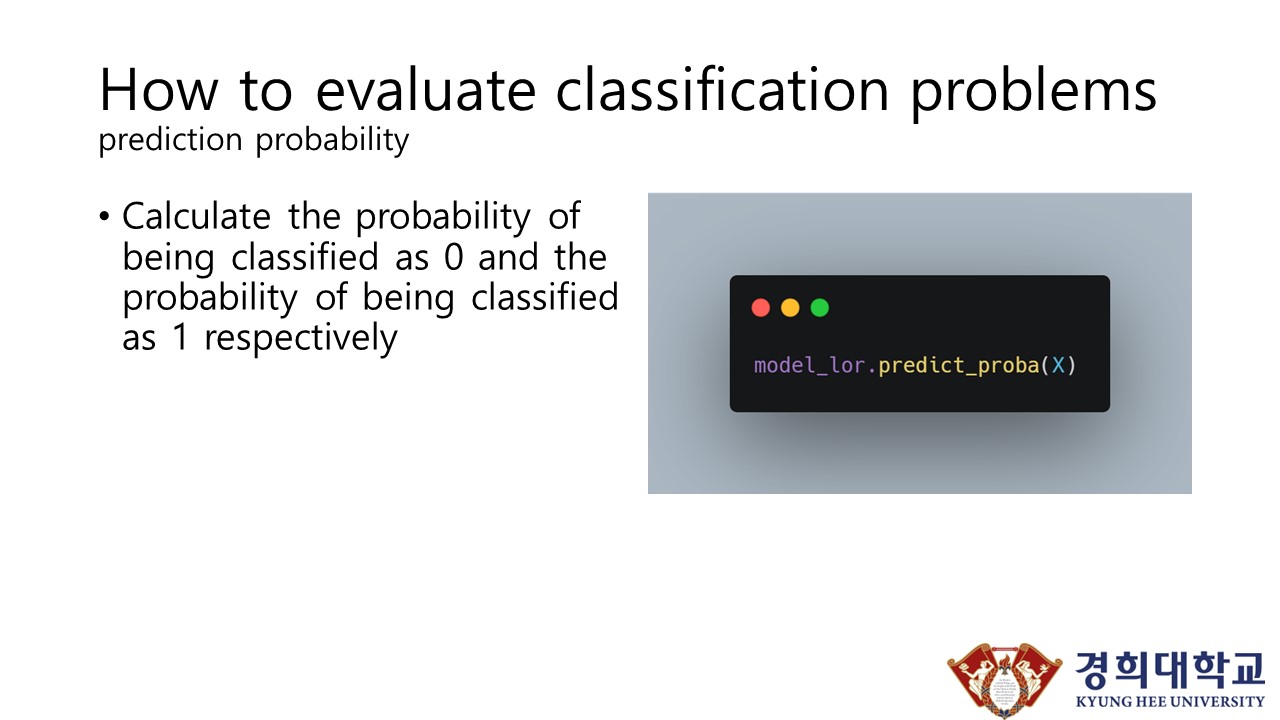 How to evaluate classification problems
prediction probability
• Calculate the probability of
being classified as 0 and the
probability of being classified
as 1 respectively
model_lor.predict_proba(X)
경희대학교
KYUNG HEE UNIVERSITY